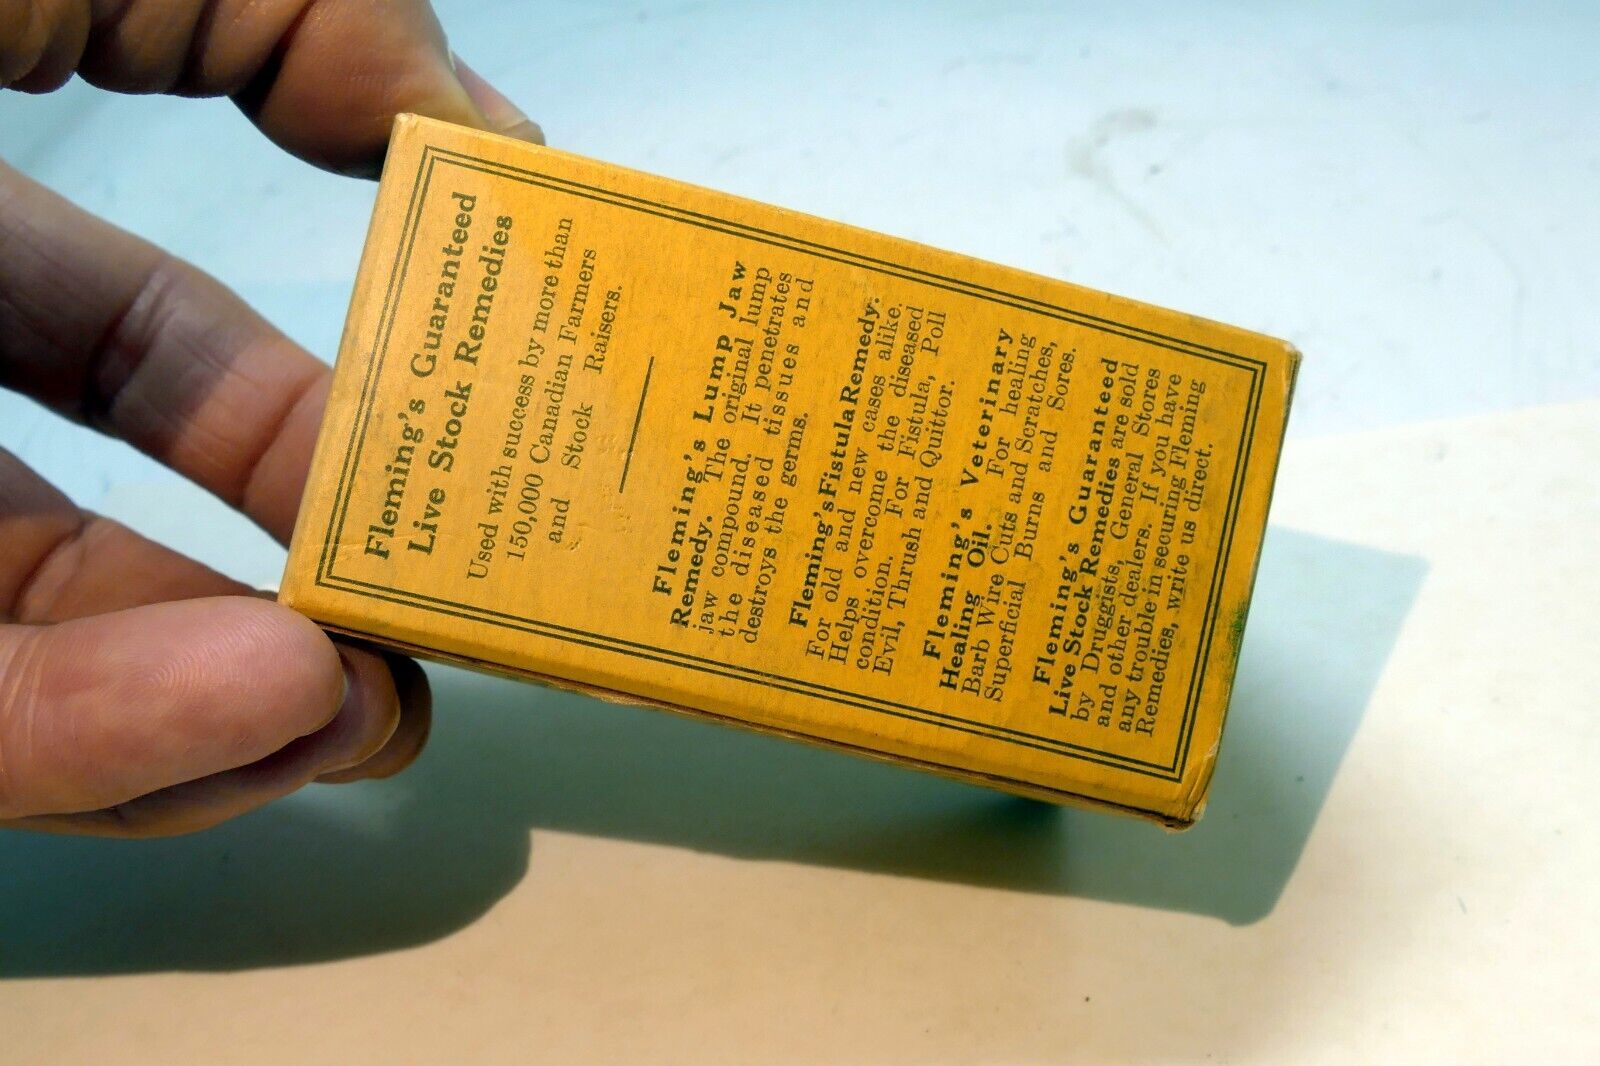 Fleming's Guaranteed
Live Stock Remedies
Used with success by more than
150,000 Canadian Farmers
and Stock Raisers.
Fleming's Lump Jaw
Remedy. The original lump
jaw compound. It penetrates
the diseased tissues and
destroys the germs.
Fleming's Fistula Remedy.
For old and new cases alike.
Helps overcome the diseased
condition. For Fistula, Poll
Evil, Thrush and Quittor.
Fleming's Veterinary
Healing Oil. For healing
Barb Wire Cuts and Scratches,
Superficial Burns and Sores.
Fleming's Guaranteed
Live Stock Remedies are sold
by Druggists, General Stores
and other dealers. If you have
any trouble in securing Fleming
Remedies, write us direct.